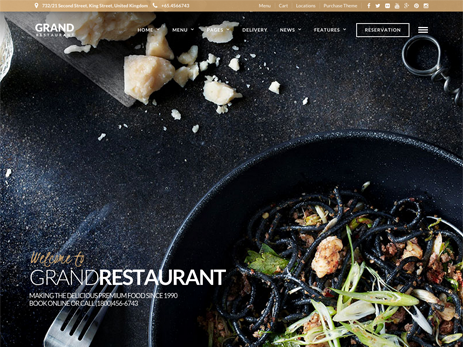 732/21 Second Street, King Street, United Kingdom +65.4566743 Menu Cart Locations Purchase Theme
GRAND
RESTAURANT
HOME MENU PAGES DELIVERY NEWS FEATURES RESERVATION
Welcome to
GRANDRESTAURANT
MAKING THE DELICIOUS PREMIUM FOOD SINCE 1990
BOOK ONLINE OR CALL (1800)456-6743